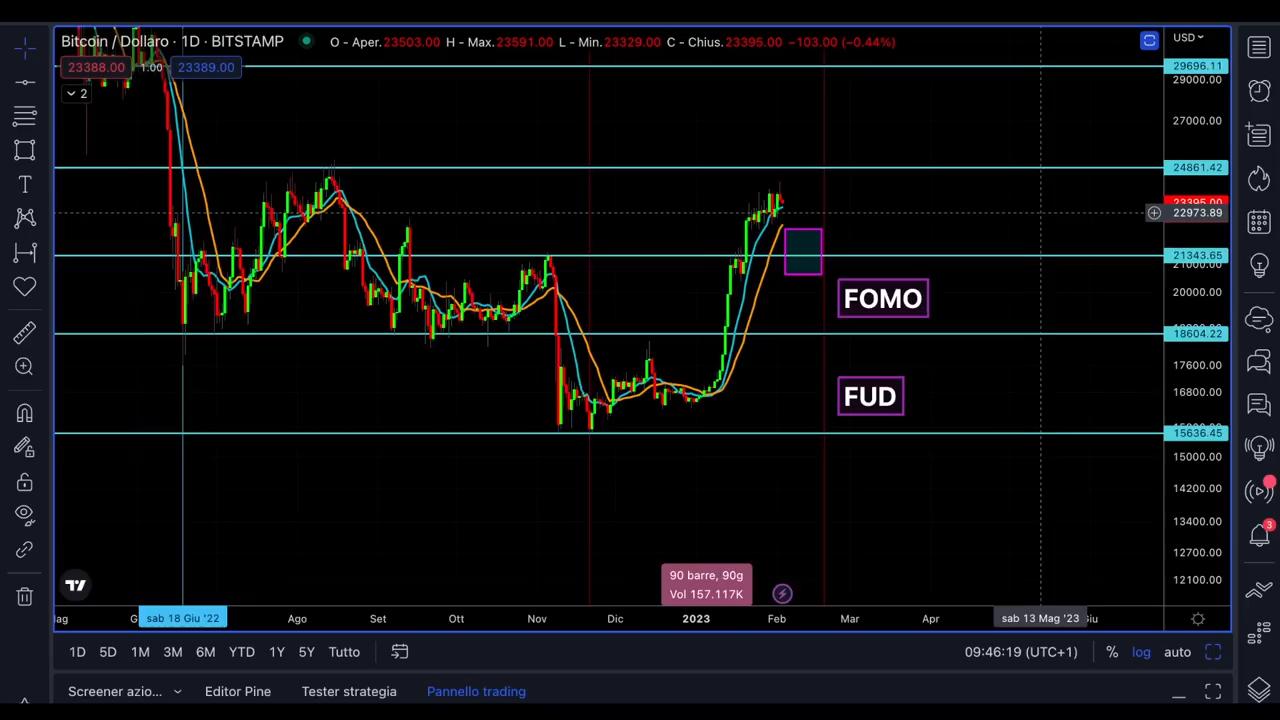 Bitcoin / Dollaro · 1D · BITSTAMP O - Aper.23503.00 H - Max.23591.00 L - Min.23329.00 C - Chius.23395.00 −103.00 (−0.44%)
USD
23388.00 1.00 23389.00
2
29696.11
29000.00
27000.00
24861.42
23395.00
22973.89
21343.65
21000.00
FOMO
20000.00
18604.22
17600.00
FUD
16800.00
15636.45
15000.00
14200.00
13400.00
12700.00
12100.00
90 barre, 90g
Vol 157.117K
sab 18 Giu '22 Ago Set Ott Nov Dic 2023 Feb Mar Apr sab 13 Mag '23
1D 5D 1M 3M 6M YTD 1Y 5Y Tutto 09:46:19 (UTC+1) % log auto
3
Screener azio... Editor Pine Tester strategia Pannello trading